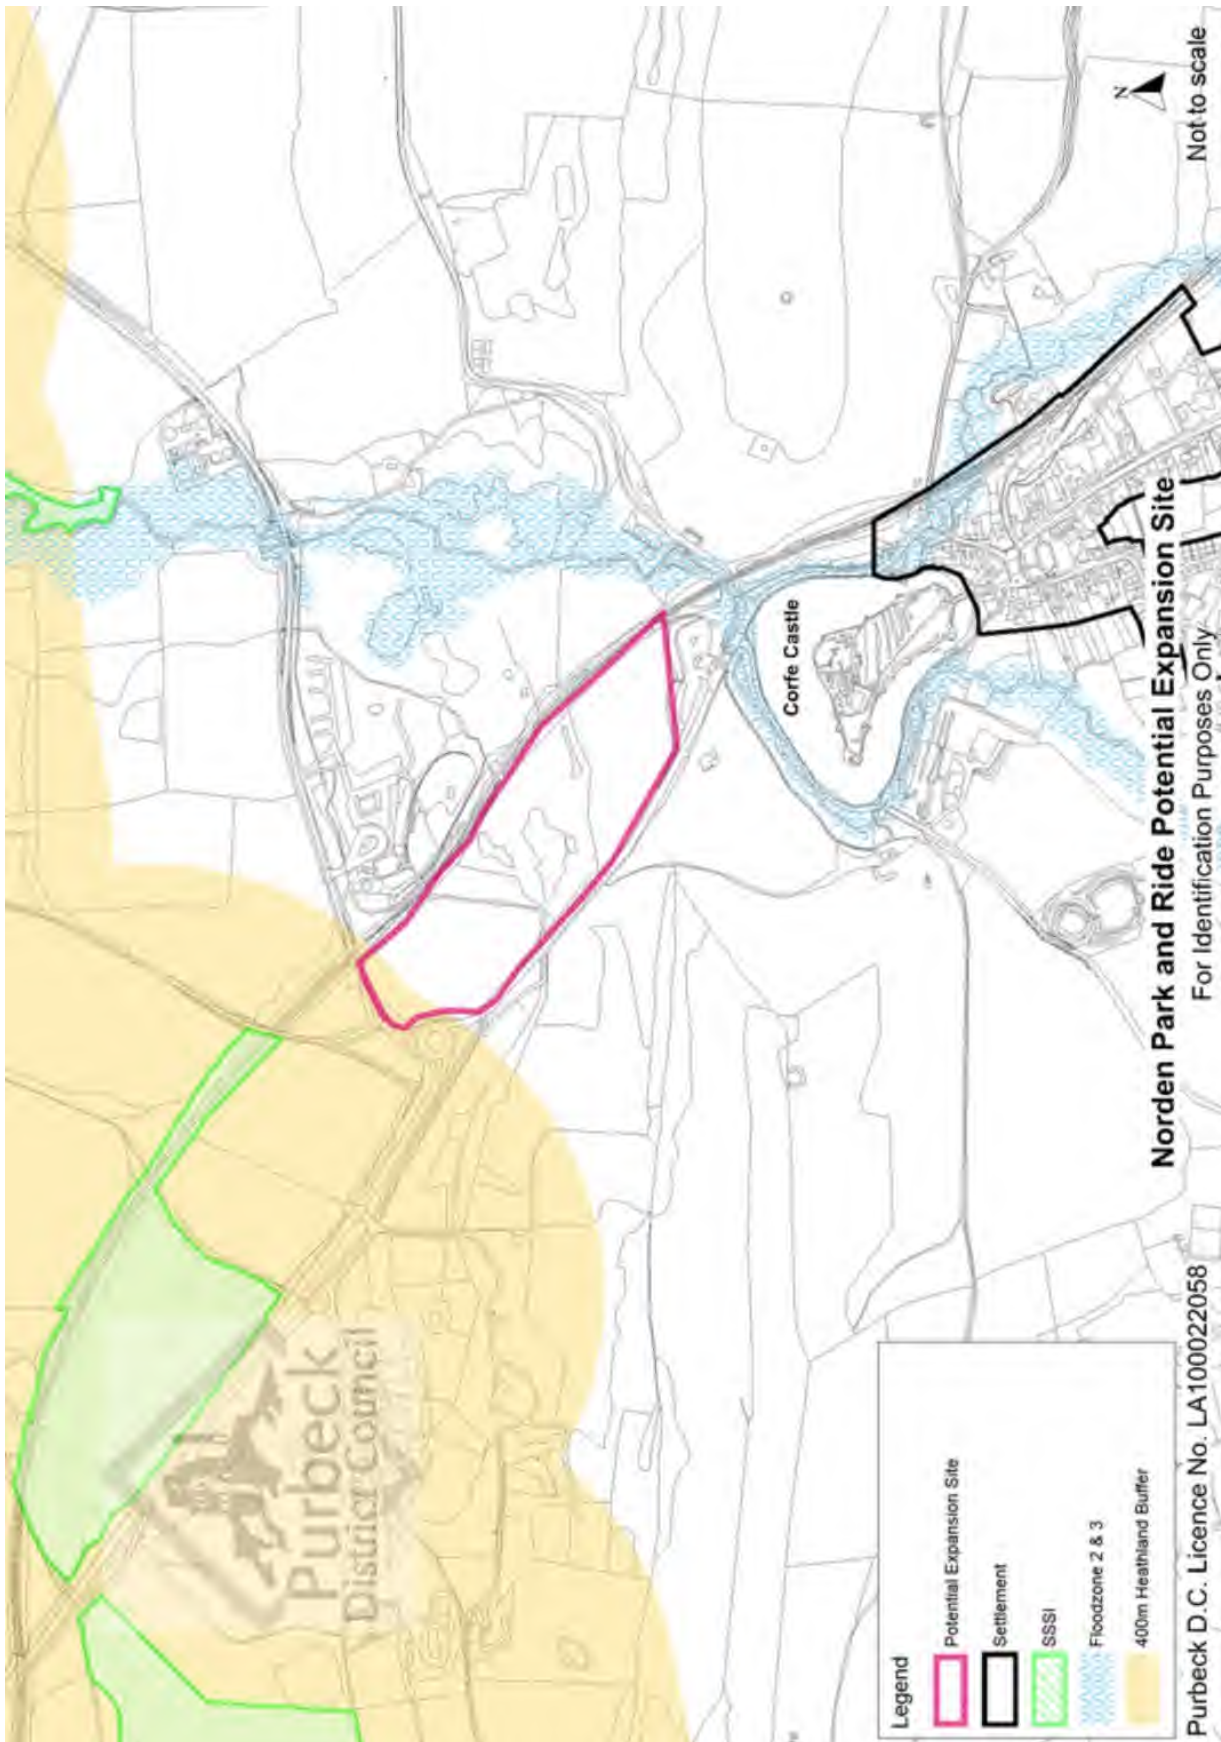 N
Not to scale
Corfe Castle
Norden Park and Ride Potential Expansion Site
For Identification Purposes Only
Purbeck
District Council
Legend
Potential Expansion Site
Settlement
SSSI
Floodzone 2 & 3
400m Heathland Buffer
Purbeck D.C. Licence No. LA100022058